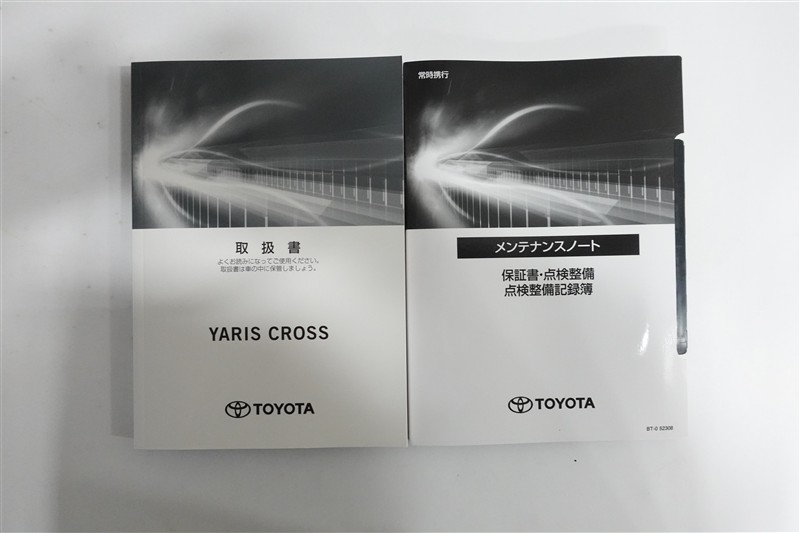 取扱書
よくお読みになってご使用ください。
取扱書は車の中に保管しましょう。
YARIS CROSS
TOYOTA
常時携行
メンテナンスノート
保証書・点検整備
点検整備記録簿
TOYOTA
BT-6 52308